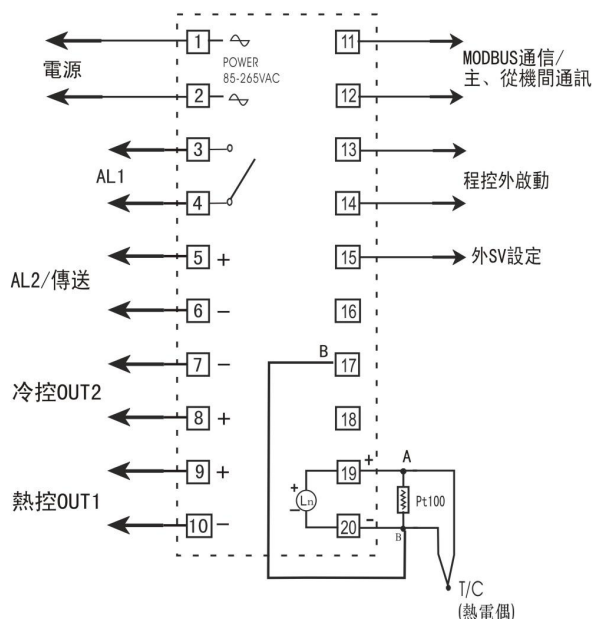 電源
1
POWER
85-265VAC
2
AL1
3
4
AL2/傳送
5 +
6 −
冷控OUT2
7 −
8 +
熱控OUT1
9 +
10 −
11
12
MODBUS通信/
主、從機間通訊
13
14
程控外啟動
15
外SV設定
16
B 17
18
19 + A
+
Ln
−
Pt100
20 - B
T/C
(熱電偶)